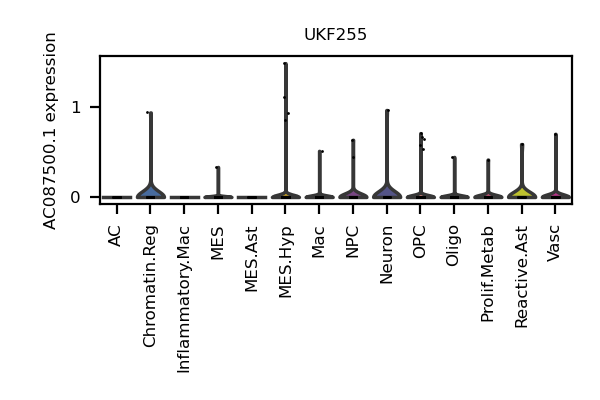 UKF255
AC087500.1 expression
1
0
AC
Chromatin.Reg
Inflammatory.Mac
MES
MES.Ast
MES.Hyp
Mac
NPC
Neuron
OPC
Oligo
Prolif.Metab
Reactive.Ast
Vasc